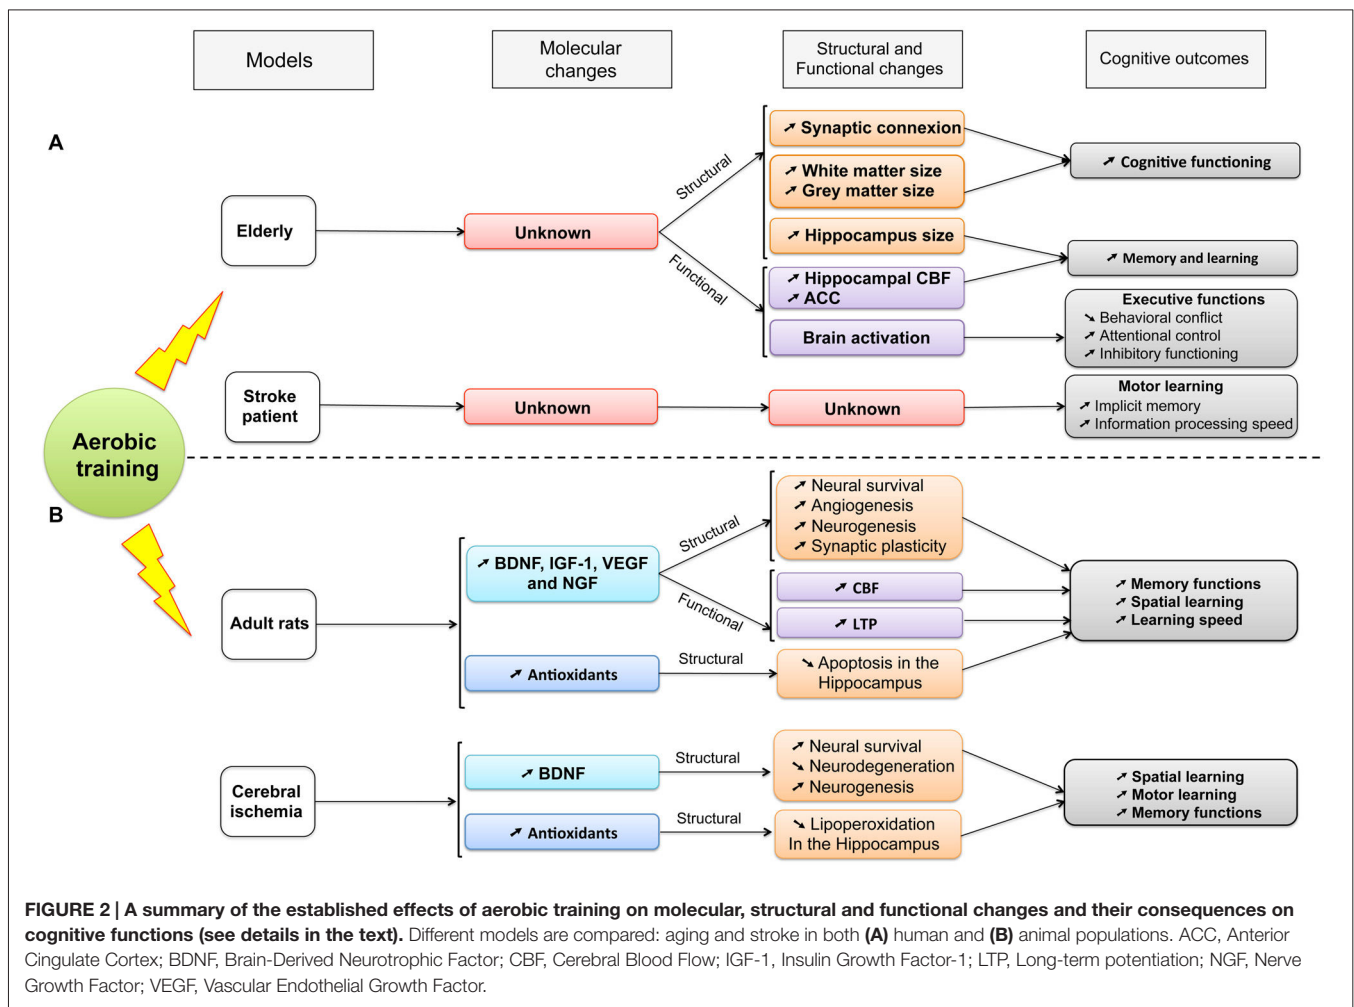 Models
Molecular
changes
Structural and
Functional changes
Cognitive outcomes
A
Aerobic
training
Elderly
Unknown
Structural
Functional
➚ Synaptic connexion
➚ White matter size
➚ Grey matter size
➚ Hippocampus size
➚ Hippocampal CBF
➚ ACC
Brain activation
➚ Cognitive functioning
➚ Memory and learning
Executive functions
➘ Behavioral conflict
➚ Attentional control
➚ Inhibitory functioning
Stroke
patient
Unknown
Unknown
Motor learning
➚ Implicit memory
➚ Information processing speed
B
Adult rats
➚ BDNF, IGF-1, VEGF
and NGF
Structural
Functional
➚ Neural survival
➚ Angiogenesis
➚ Neurogenesis
➚ Synaptic plasticity
➚ CBF
➚ LTP
➚ Antioxidants
Structural
➘ Apoptosis in the
Hippocampus
➚ Memory functions
➚ Spatial learning
➚ Learning speed
Cerebral
ischemia
➚ BDNF
Structural
➚ Neural survival
➘ Neurodegeneration
➚ Neurogenesis
➚ Antioxidants
Structural
➘ Lipoperoxidation
In the Hippocampus
➚ Spatial learning
➚ Motor learning
➚ Memory functions
FIGURE 2 | A summary of the established effects of aerobic training on molecular, structural and functional changes and their consequences on
cognitive functions (see details in the text). Different models are compared: aging and stroke in both (A) human and (B) animal populations. ACC, Anterior
Cingulate Cortex; BDNF, Brain-Derived Neurotrophic Factor; CBF, Cerebral Blood Flow; IGF-1, Insulin Growth Factor-1; LTP, Long-term potentiation; NGF, Nerve
Growth Factor; VEGF, Vascular Endothelial Growth Factor.